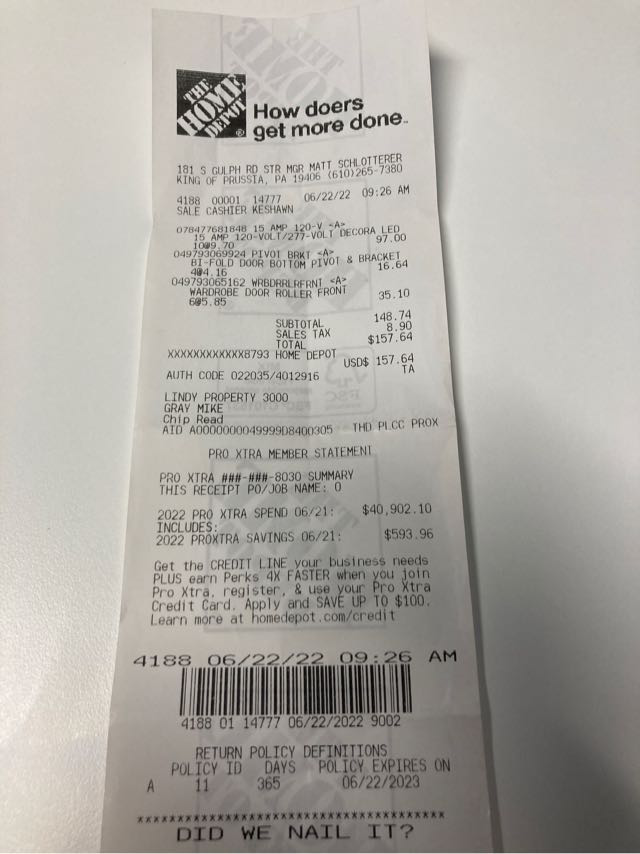 THE
HOME
DEPOT
How doers
get more done™
181 S GULPH RD STR MGR MATT SCHLOTTERER
KING OF PRUSSIA, PA 19406 (610)265-7380
4188 00001 14777 06/22/22 09:26 AM
SALE CASHIER KESHAWN
078477681848 15 AMP 120-V <A>
15 AMP 120-VOLT/277-VOLT DECORA LED
10@9.70 97.00
049793069924 PIVOT BRKT <A>
BI-FOLD DOOR BOTTOM PIVOT & BRACKET
4@4.16 16.64
049793065162 WRBDRRLRFRNT <A>
WARDROBE DOOR ROLLER FRONT
6@5.85 35.10
SUBTOTAL 148.74
SALES TAX 8.90
TOTAL $157.64
XXXXXXXXXXXX8793 HOME DEPOT
USD$ 157.64
AUTH CODE 022035/4012916 TA
LINDY PROPERTY 3000
GRAY MIKE
Chip Read
AID A0000000049999D8400305 THD PLCC PROX
PRO XTRA MEMBER STATEMENT
PRO XTRA ###-###-8030 SUMMARY
THIS RECEIPT PO/JOB NAME: 0
2022 PRO XTRA SPEND 06/21: $40,902.10
INCLUDES:
2022 PROXTRA SAVINGS 06/21: $593.96
Get the CREDIT LINE your business needs
PLUS earn Perks 4X FASTER when you join
Pro Xtra, register, & use your Pro Xtra
Credit Card. Apply and SAVE UP TO $100.
Learn more at homedepot.com/credit
4188 06/22/22 09:26 AM
4188 01 14777 06/22/2022 9002
RETURN POLICY DEFINITIONS
POLICY ID DAYS POLICY EXPIRES ON
A 11 365 06/22/2023
*******************************************
DID WE NAIL IT?